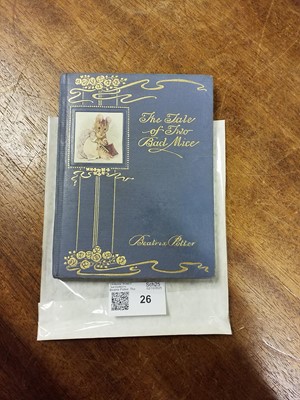 The Tale
of Two
Bad Mice
Beatrix Potter
26